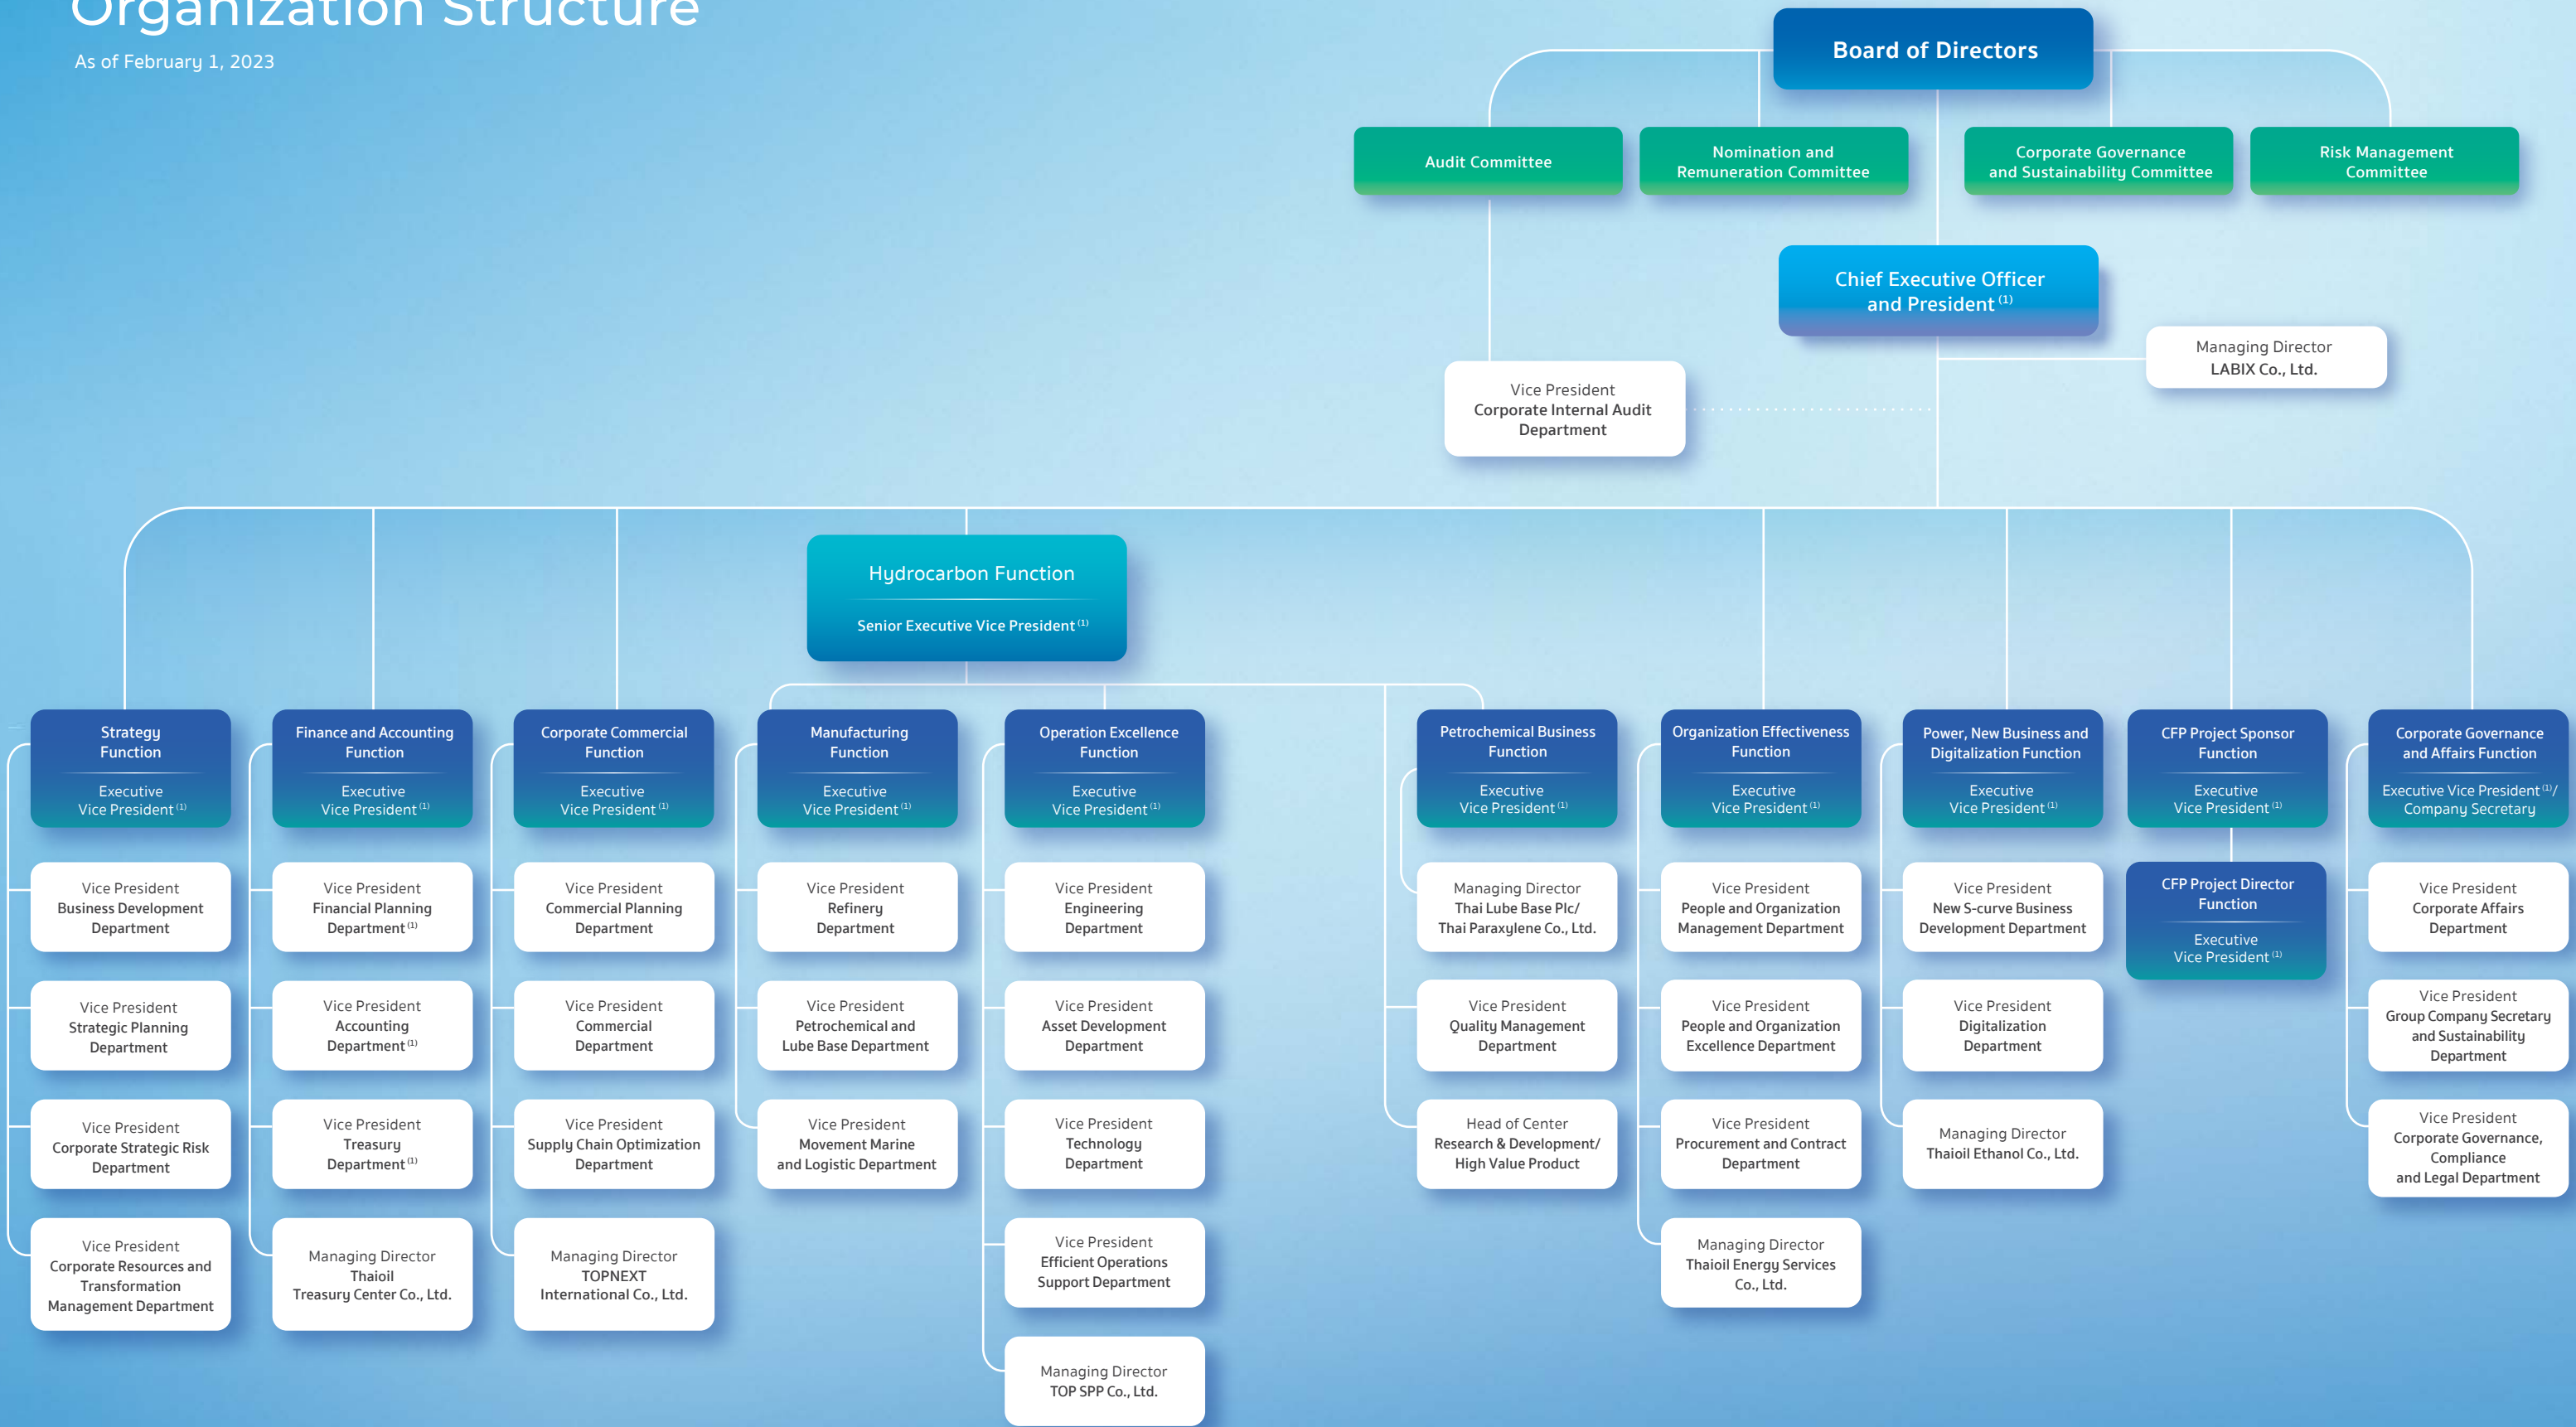 Organization Structure
As of February 1, 2023
Board of Directors
Audit Committee
Nomination and
Remuneration Committee
Corporate Governance
and Sustainability Committee
Risk Management
Committee
Chief Executive Officer
and President (1)
Managing Director
LABIX Co., Ltd.
Vice President
Corporate Internal Audit
Department
Hydrocarbon Function
Senior Executive Vice President (1)
Strategy
Function
Executive
Vice President (1)
Vice President
Business Development
Department
Vice President
Strategic Planning
Department
Vice President
Corporate Strategic Risk
Department
Vice President
Corporate Resources and
Transformation
Management Department
Finance and Accounting
Function
Executive
Vice President (1)
Vice President
Financial Planning
Department (1)
Vice President
Accounting
Department (1)
Vice President
Treasury
Department (1)
Managing Director
Thaioil
Treasury Center Co., Ltd.
Corporate Commercial
Function
Executive
Vice President (1)
Vice President
Commercial Planning
Department
Vice President
Commercial
Department
Vice President
Supply Chain Optimization
Department
Managing Director
TOPNEXT
International Co., Ltd.
Manufacturing
Function
Executive
Vice President (1)
Vice President
Refinery
Department
Vice President
Petrochemical and
Lube Base Department
Vice President
Movement Marine
and Logistic Department
Operation Excellence
Function
Executive
Vice President (1)
Vice President
Engineering
Department
Vice President
Asset Development
Department
Vice President
Technology
Department
Vice President
Efficient Operations
Support Department
Managing Director
TOP SPP Co., Ltd.
Petrochemical Business
Function
Executive
Vice President (1)
Managing Director
Thai Lube Base Plc/
Thai Paraxylene Co., Ltd.
Vice President
Quality Management
Department
Head of Center
Research & Development/
High Value Product
Organization Effectiveness
Function
Executive
Vice President (1)
Vice President
People and Organization
Management Department
Vice President
People and Organization
Excellence Department
Vice President
Procurement and Contract
Department
Managing Director
Thaioil Energy Services
Co., Ltd.
Power, New Business and
Digitalization Function
Executive
Vice President (1)
Vice President
New S-curve Business
Development Department
Vice President
Digitalization
Department
Managing Director
Thaioil Ethanol Co., Ltd.
CFP Project Sponsor
Function
Executive
Vice President (1)
CFP Project Director
Function
Executive
Vice President (1)
Corporate Governance
and Affairs Function
Executive Vice President (1)/
Company Secretary
Vice President
Corporate Affairs
Department
Vice President
Group Company Secretary
and Sustainability
Department
Vice President
Corporate Governance,
Compliance
and Legal Department